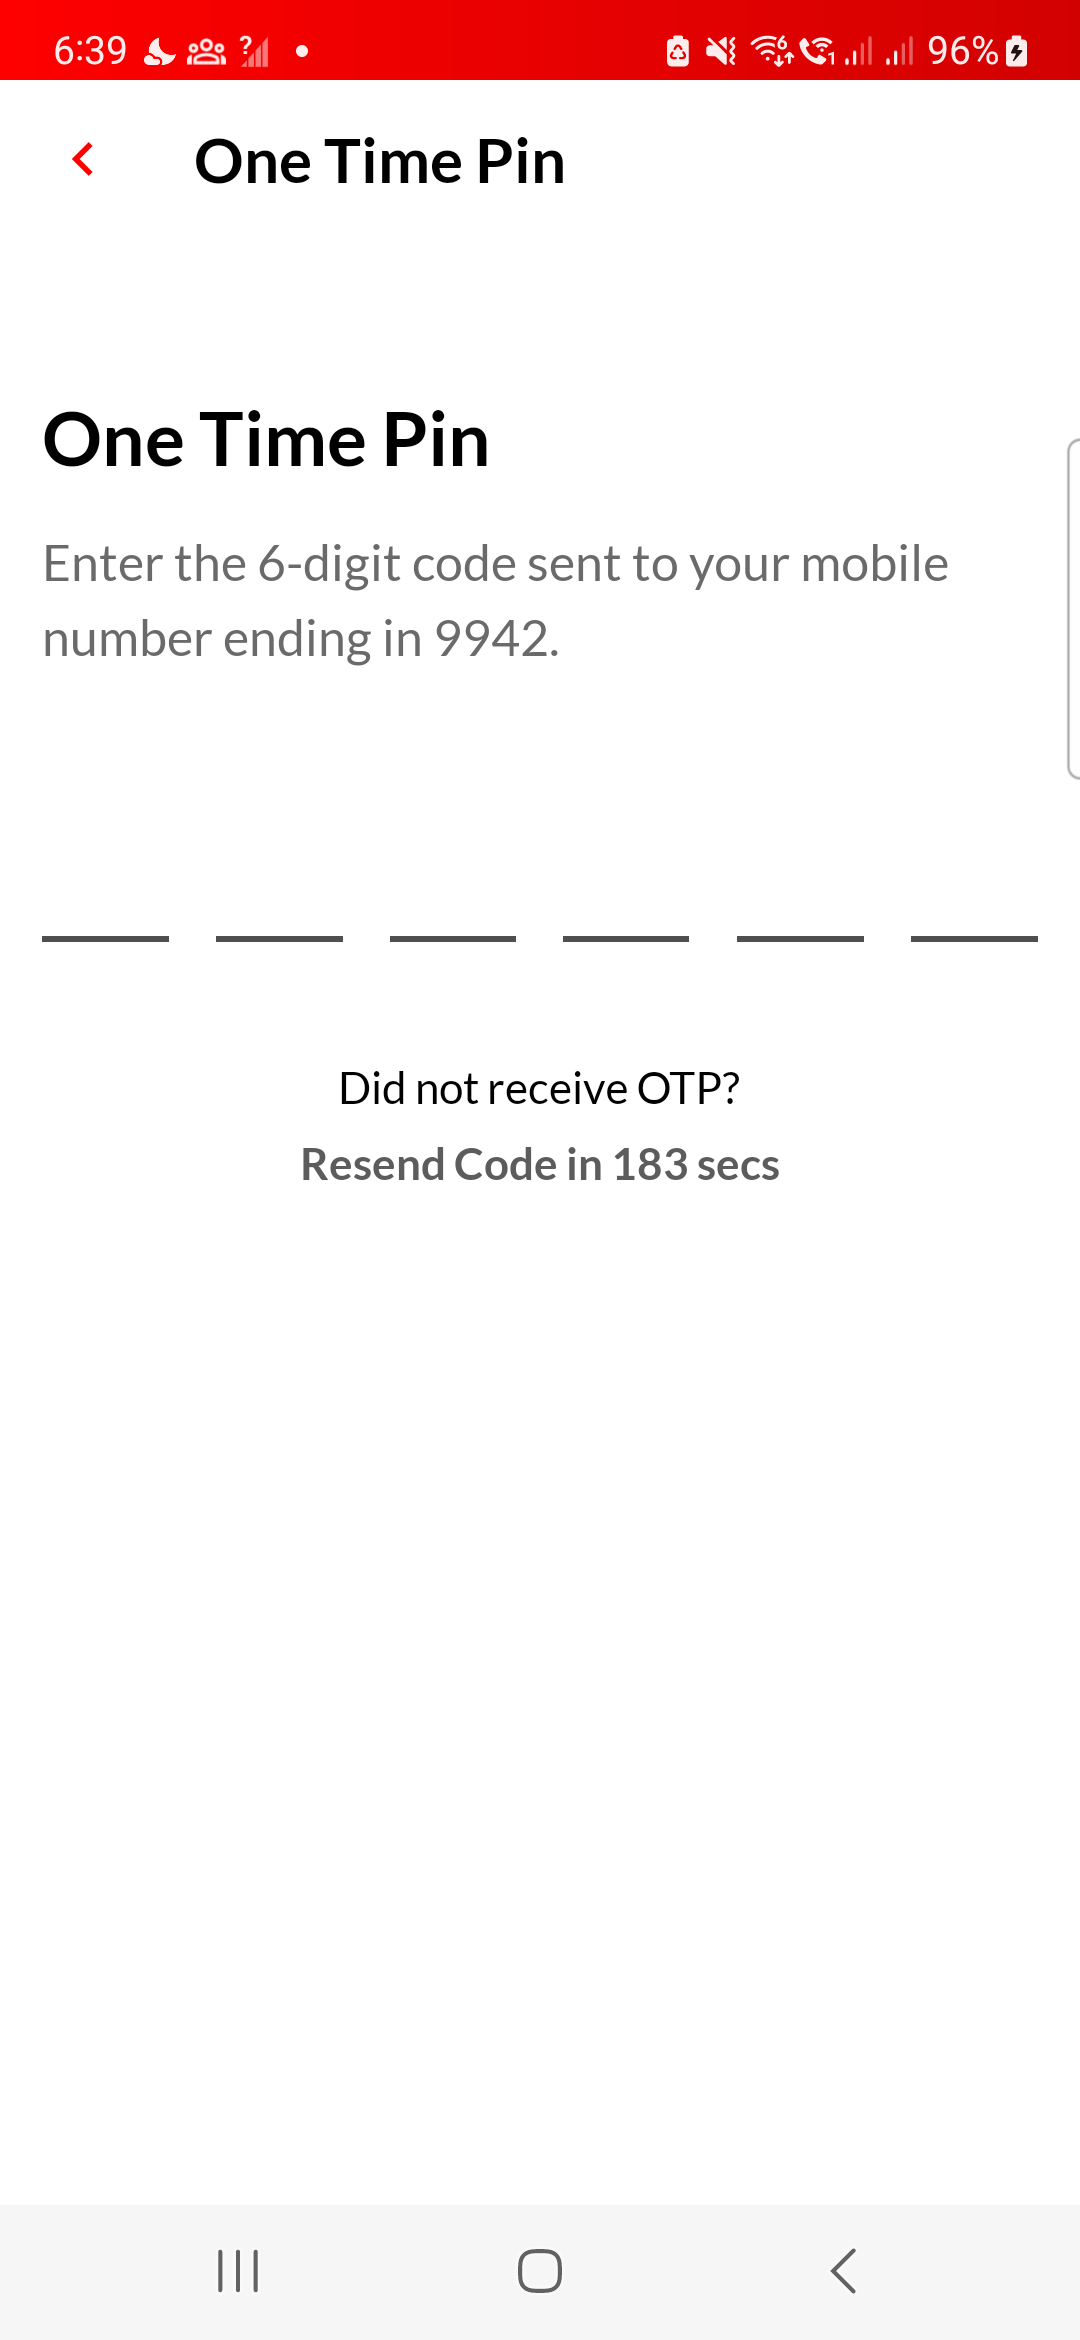 6:39
96%
One Time Pin
One Time Pin
Enter the 6-digit code sent to your mobile
number ending in 9942.
Did not receive OTP?
Resend Code in 183 secs